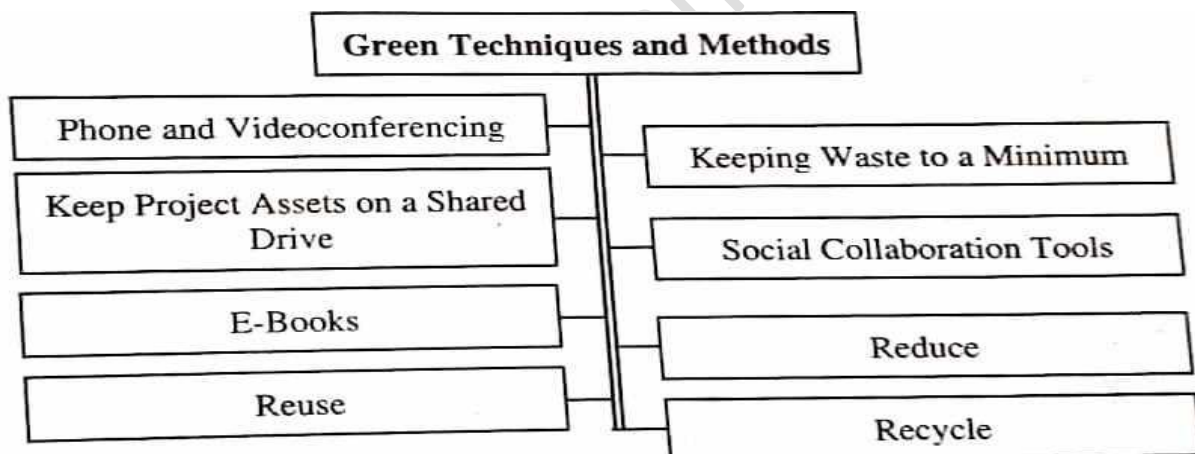 Green Techniques and Methods
Phone and Videoconferencing
Keeping Waste to a Minimum
Keep Project Assets on a Shared
Drive
Social Collaboration Tools
E-Books
Reduce
Reuse
Recycle